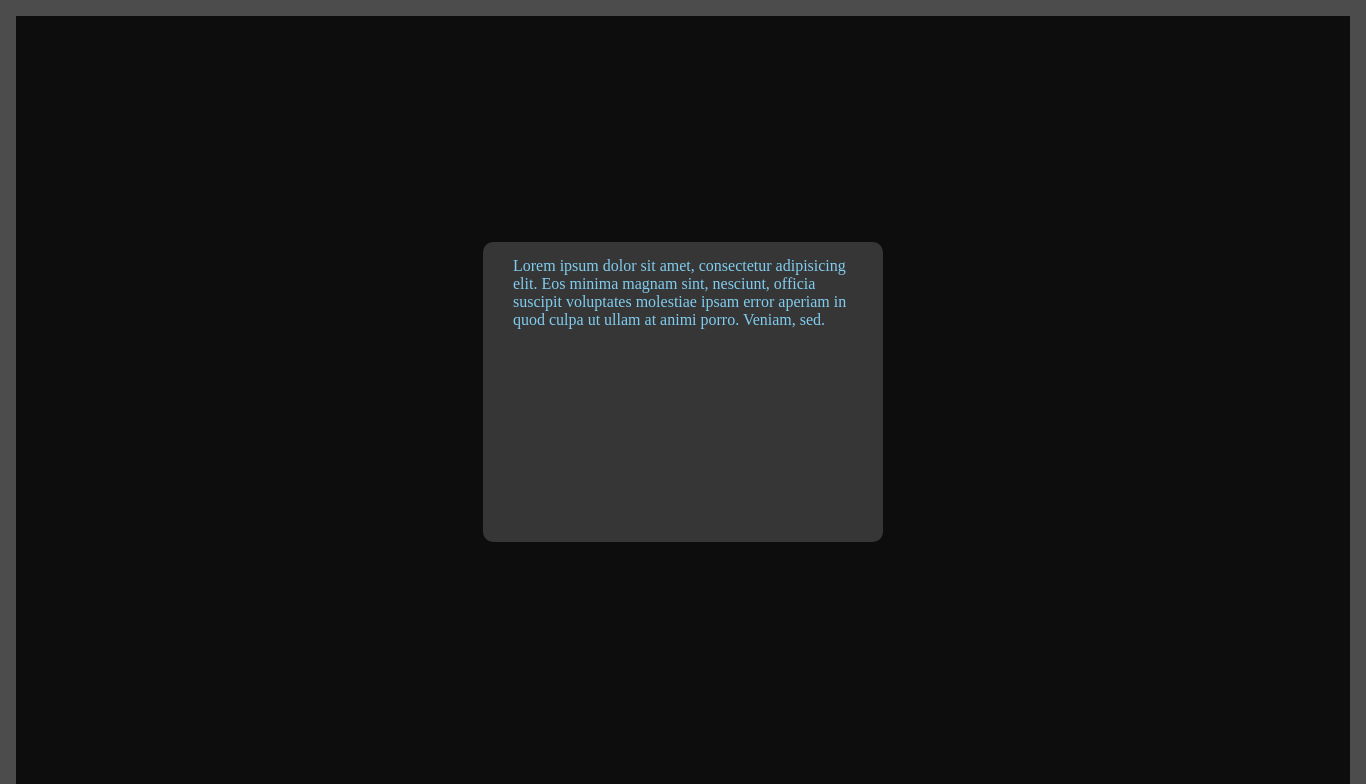 Lorem ipsum dolor sit amet, consectetur adipisicing
elit. Eos minima magnam sint, nesciunt, officia
suscipit voluptates molestiae ipsam error aperiam in
quod culpa ut ullam at animi porro. Veniam, sed.